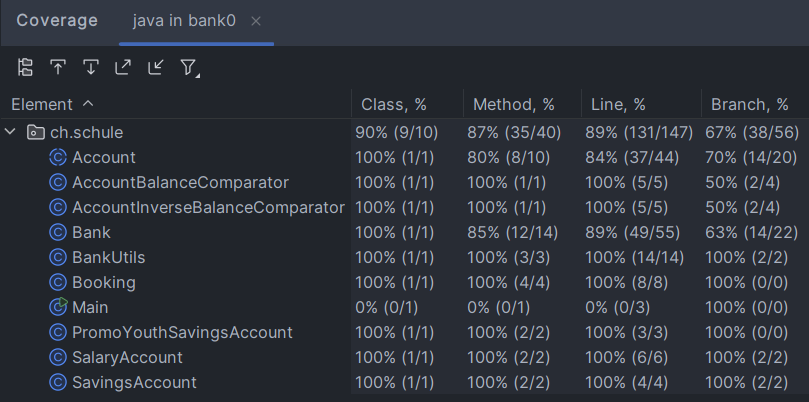 Coverage java in bank0
Element Class, % Method, % Line, % Branch, %
ch.schule 90% (9/10) 87% (35/40) 89% (131/147) 67% (38/56)
Account 100% (1/1) 80% (8/10) 84% (37/44) 70% (14/20)
AccountBalanceComparator 100% (1/1) 100% (1/1) 100% (5/5) 50% (2/4)
AccountInverseBalanceComparator 100% (1/1) 100% (1/1) 100% (5/5) 50% (2/4)
Bank 100% (1/1) 85% (12/14) 89% (49/55) 63% (14/22)
BankUtils 100% (1/1) 100% (3/3) 100% (14/14) 100% (2/2)
Booking 100% (1/1) 100% (4/4) 100% (8/8) 100% (0/0)
Main 0% (0/1) 0% (0/1) 0% (0/3) 100% (0/0)
PromoYouthSavingsAccount 100% (1/1) 100% (2/2) 100% (3/3) 100% (0/0)
SalaryAccount 100% (1/1) 100% (2/2) 100% (6/6) 100% (2/2)
SavingsAccount 100% (1/1) 100% (2/2) 100% (4/4) 100% (2/2)